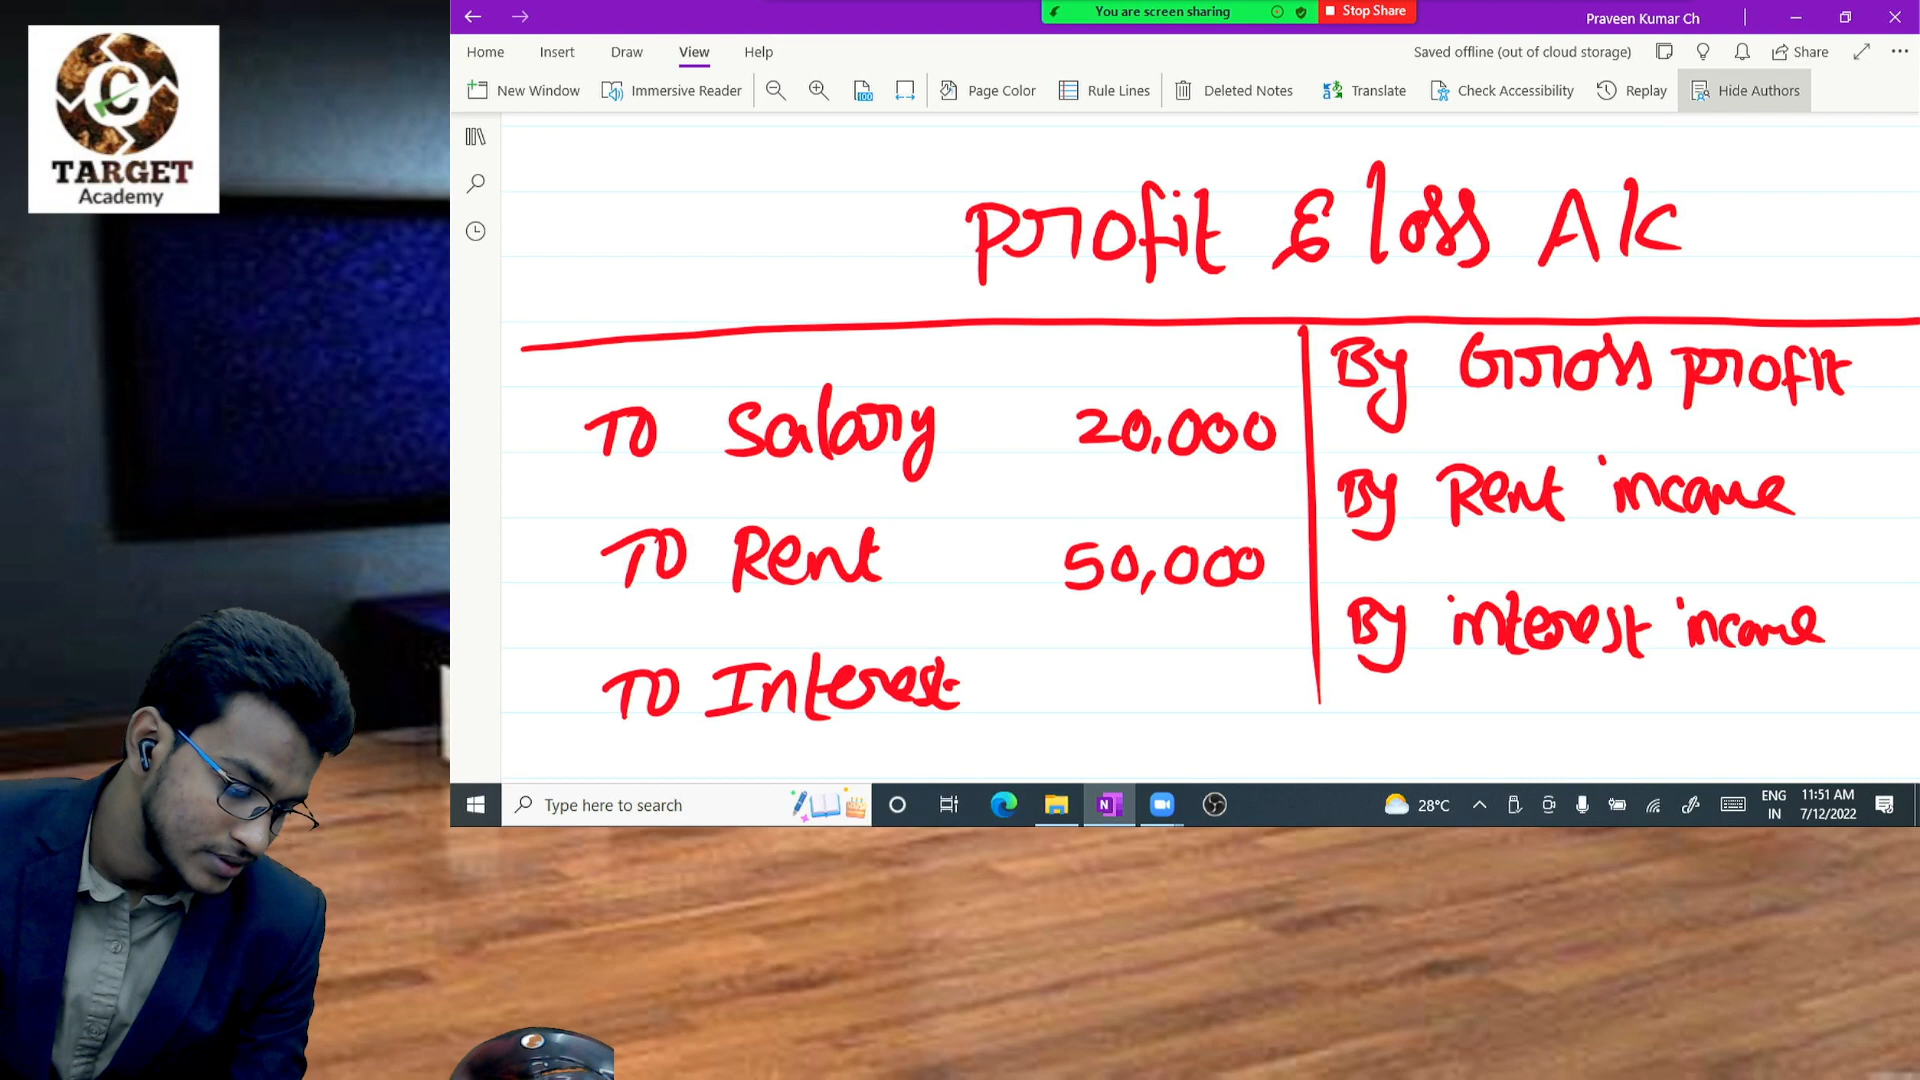 TARGET
Academy
You are screen sharing
Stop Share
Praveen Kumar Ch
Home Insert Draw View Help
Saved offline (out of cloud storage)
Share
New Window
Immersive Reader
100
Page Color
Rule Lines
Deleted Notes
Translate
Check Accessibility
Replay
Hide Authors
Profit & loss A/c
To Salary 20,000
To Rent 50,000
To Interest
By Gross profit
By Rent income
By interest income
Type here to search
28°C
ENG
IN
11:51 AM
7/12/2022